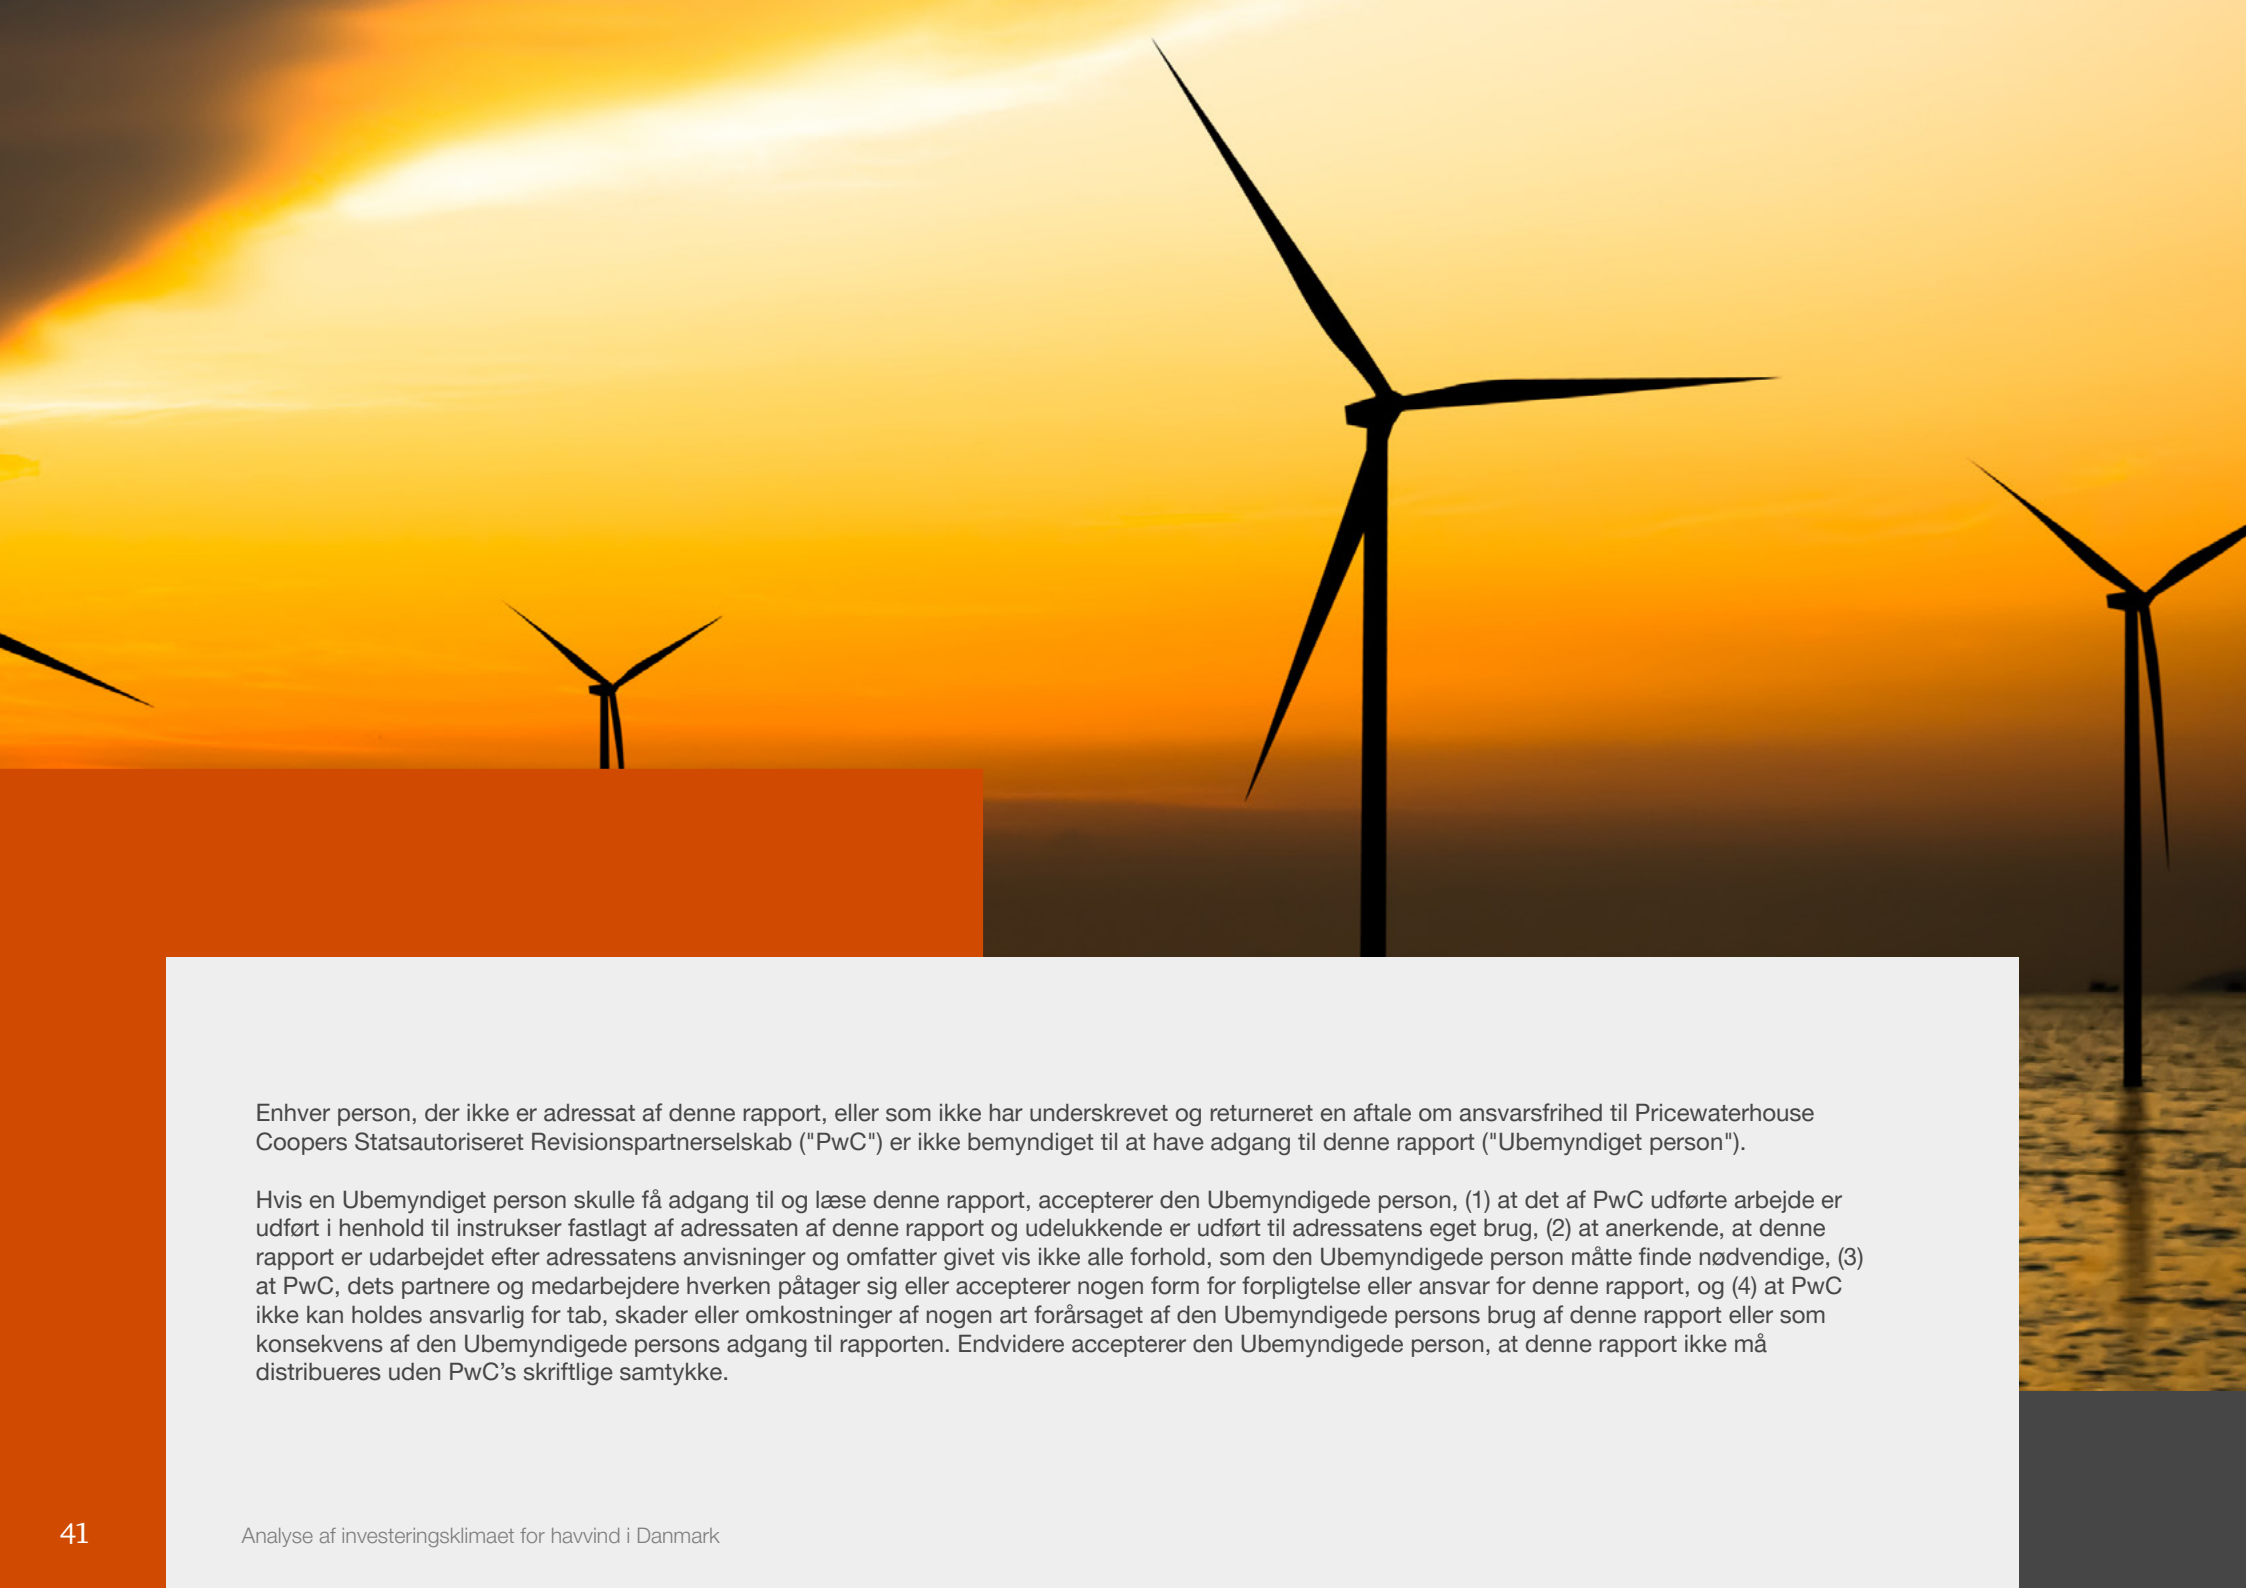 Enhver person, der ikke er adressat af denne rapport, eller som ikke har underskrevet og returneret en aftale om ansvarsfrihed til Pricewaterhouse
Coopers Statsautoriseret Revisionspartnerselskab ("PwC") er ikke bemyndiget til at have adgang til denne rapport ("Ubemyndiget person").
Hvis en Ubemyndiget person skulle få adgang til og læse denne rapport, accepterer den Ubemyndigede person, (1) at det af PwC udførte arbejde er
udført i henhold til instrukser fastlagt af adressaten af denne rapport og udelukkende er udført til adressatens eget brug, (2) at anerkende, at denne
rapport er udarbejdet efter adressatens anvisninger og omfatter givet vis ikke alle forhold, som den Ubemyndigede person måtte finde nødvendige, (3)
at PwC, dets partnere og medarbejdere hverken påtager sig eller accepterer nogen form for forpligtelse eller ansvar for denne rapport, og (4) at PwC
ikke kan holdes ansvarlig for tab, skader eller omkostninger af nogen art forårsaget af den Ubemyndigede persons brug af denne rapport eller som
konsekvens af den Ubemyndigede persons adgang til rapporten. Endvidere accepterer den Ubemyndigede person, at denne rapport ikke må
distribueres uden PwC’s skriftlige samtykke.
41
Analyse af investeringsklimaet for havvind i Danmark